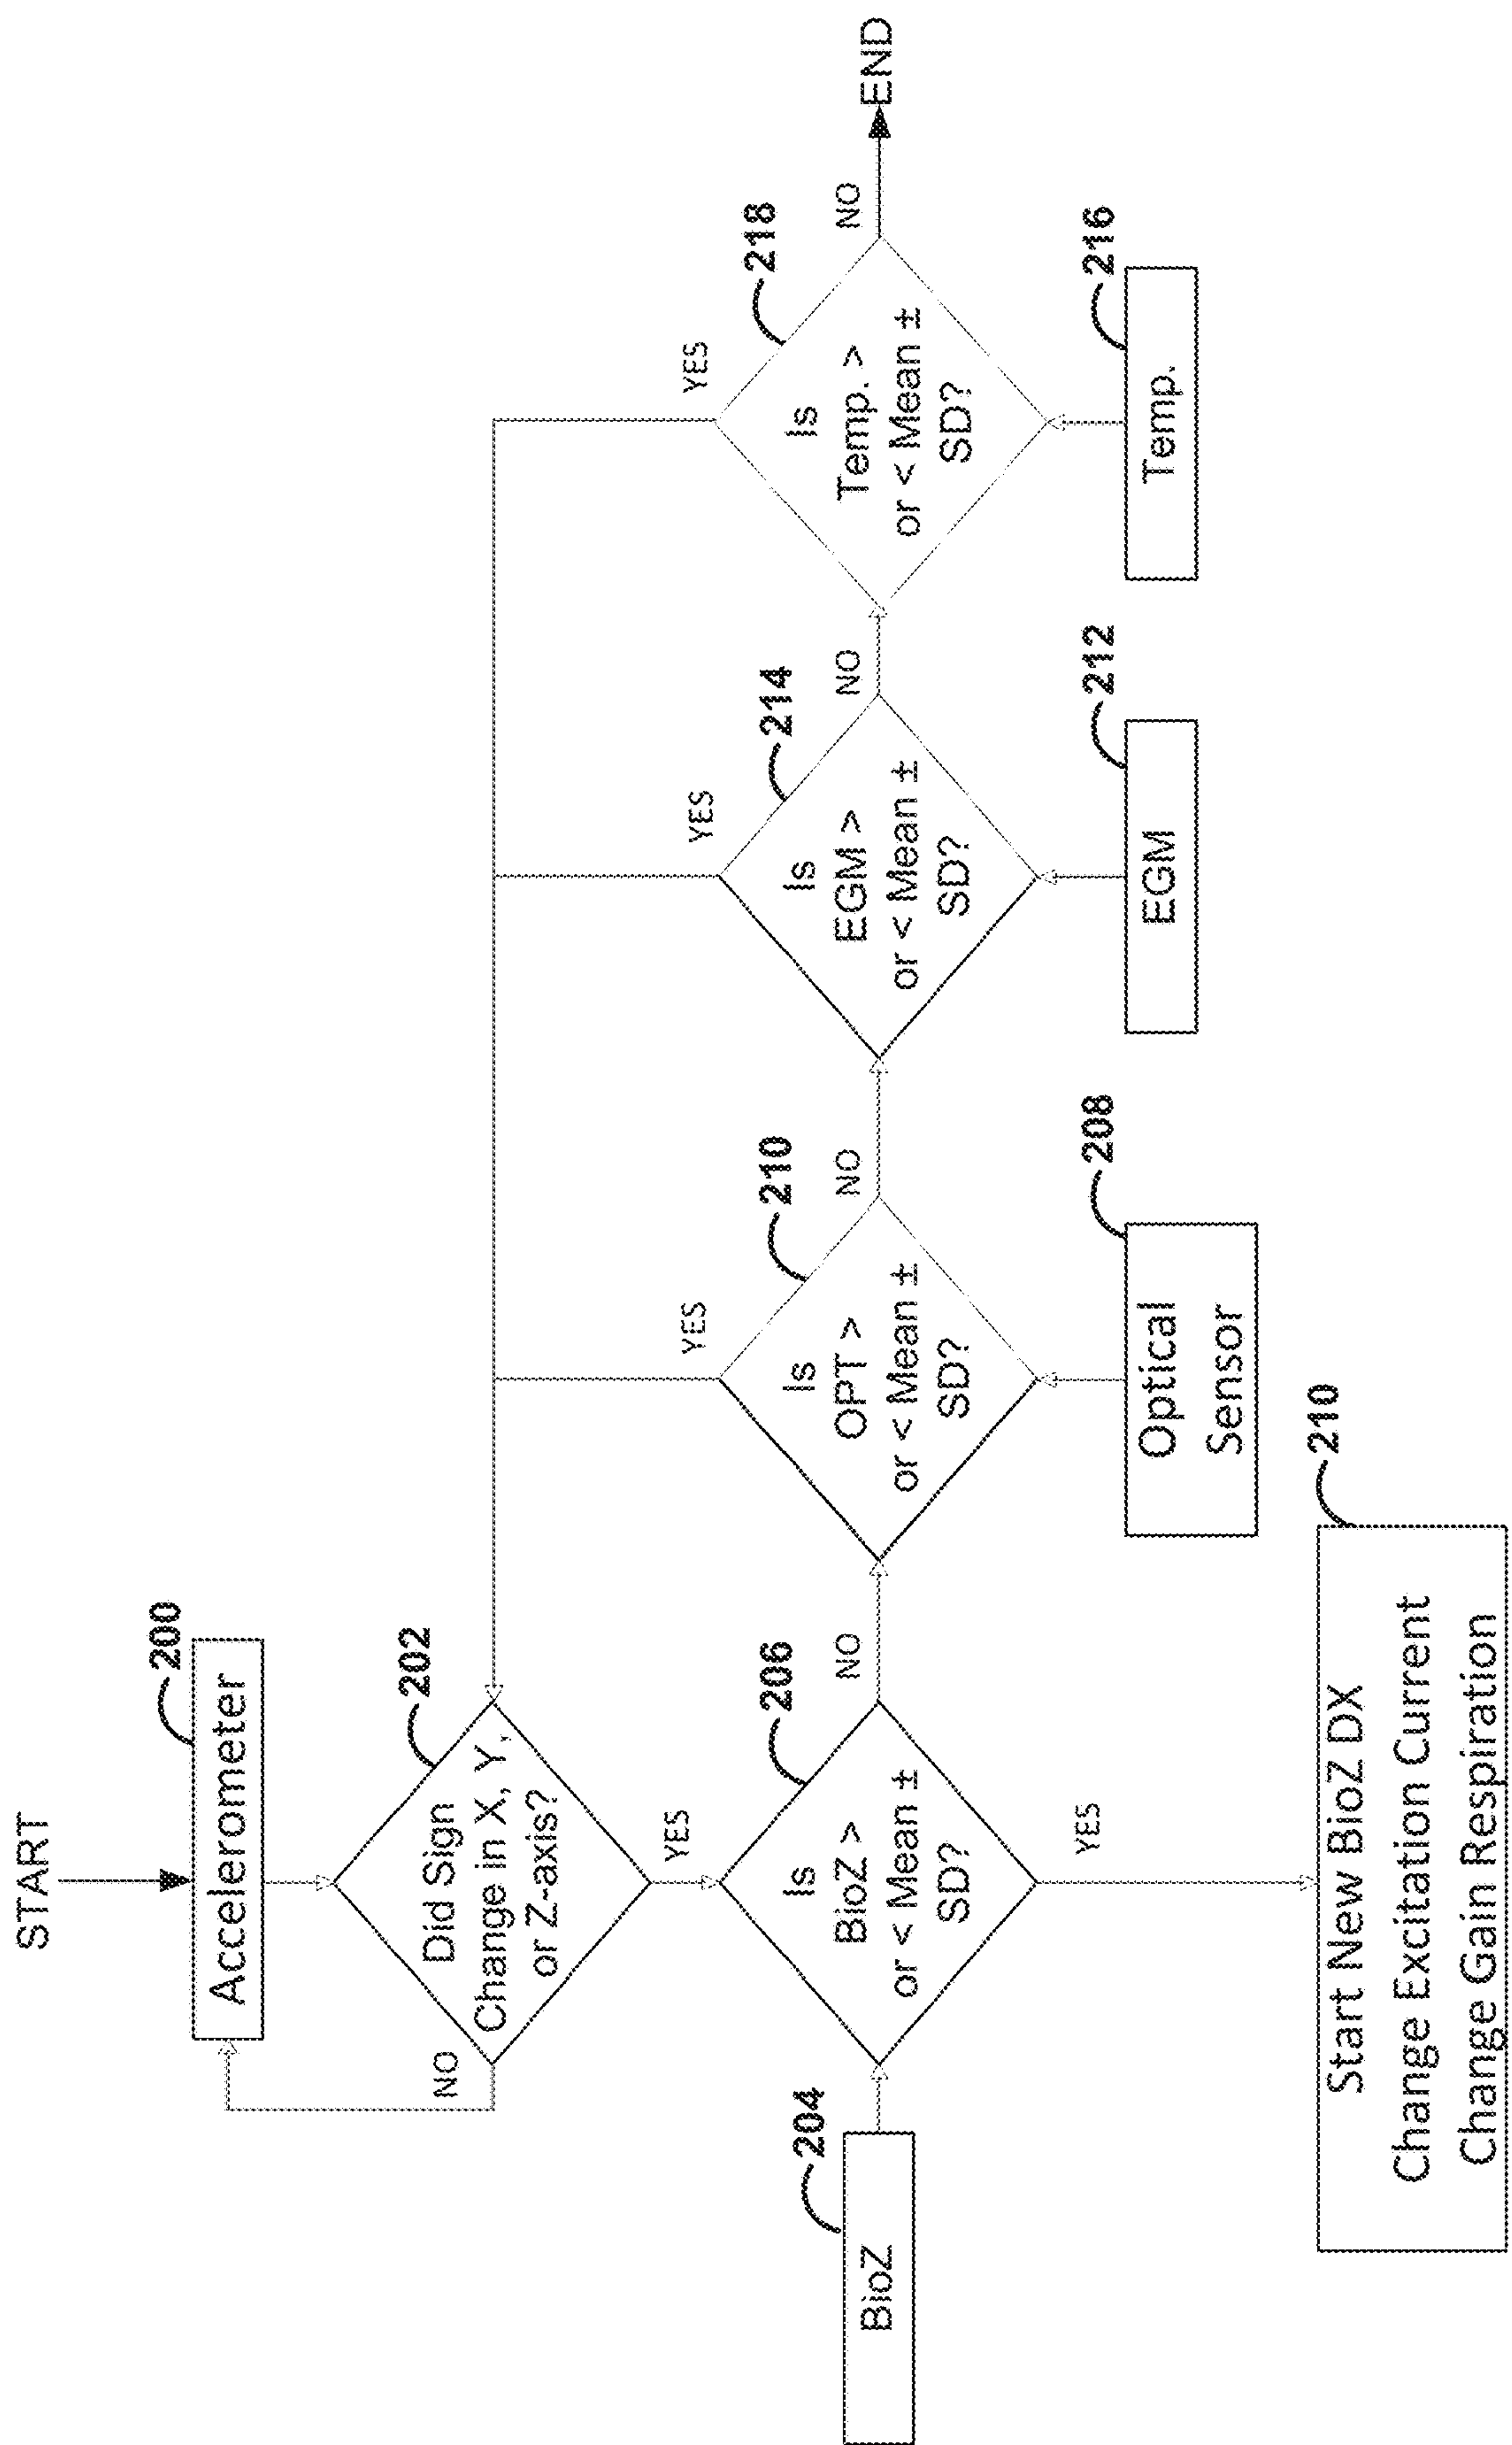 START
200
Accelerometer
202
Did Sign
Change in X, Y,
or Z-axis?
NO
YES
204
BioZ
206
Is
BioZ >
or < Mean ±
SD?
NO
YES
210
Start New BioZ DX
Change Excitation Current
Change Gain Respiration
208
Optical
Sensor
210
Is
OPT >
or < Mean ±
SD?
YES
NO
212
EGM
214
Is
EGM >
or < Mean ±
SD?
YES
NO
216
Temp.
218
Is
Temp. >
or < Mean ±
SD?
YES
NO
END